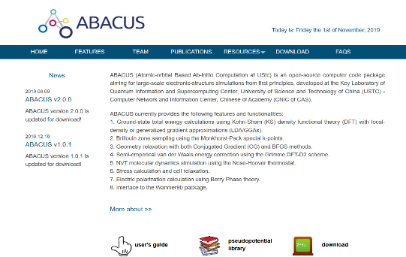 ABACUS
Today is: Friday the 1st of November, 2019
HOME FEATURES TEAM PUBLICATIONS RESOURCES DOWNLOAD FAQS
News
ABACUS v2.0.0
ABACUS version 2.0.0 is
updated for download!
ABACUS v1.0.1
ABACUS version 1.0.1 is
updated for download!
ABACUS (Atomic-orbital Based Ab-initio Computation at UStc) is an open-source computer code package
aiming for large-scale electronic-structure simulations from first principles, developed at the Key Laboratory of
Quantum Information and Supercomputing Center, University of Science and Technology of China (USTC) -
Computer Network and Information Center, Chinese of Academy (CNIC of CAS).
ABACUS currently provides the following features and functionalities:
1. Ground-state total energy calculations using Kohn-Sham (KS) density functional theory (DFT) with local-
density or generalized gradient approximations (LDA/GGAs).
2. Brillouin zone sampling using the Monkhorst-Pack special k-points.
3. Geometry relaxation with both Conjugated Gradient (CG) and BFGS methods.
4. Semi-empirical van der Waals energy correction using the Grimme DFT-D2 scheme.
5. NVT molecular dynamics simulation using the Nose-Hoover thermostat.
6. Stress calculation and cell relaxation.
7. Electric polarization calculation using Berry Phase theory.
8. Interface to the Wannier90 package.
More about >>
user's guide
pseudopotential
library
download